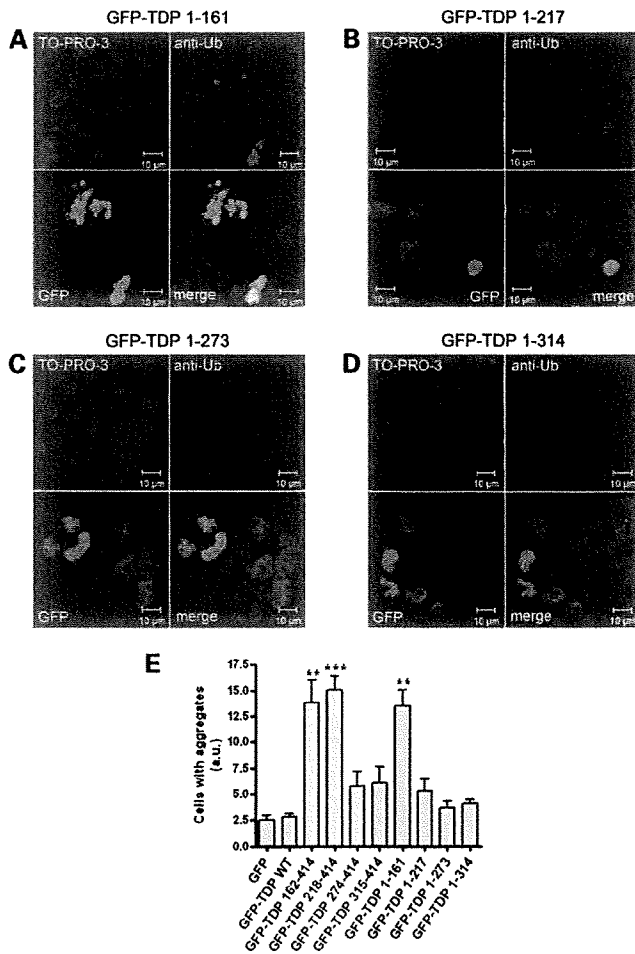 GFP-TDP 1-161
A
TO-PRO-3
anti-Ub
10 µm
10 µm
GFP
merge
10 µm
10 µm
GFP-TDP 1-217
B
TO-PRO-3
anti-Ub
10 µm
10 µm
GFP
merge
10 µm
10 µm
GFP-TDP 1-273
C
TO-PRO-3
anti-Ub
10 µm
10 µm
GFP
merge
10 µm
10 µm
GFP-TDP 1-314
D
TO-PRO-3
anti-Ub
10 µm
10 µm
GFP
merge
10 µm
10 µm
E
Cells with aggregates
(a.u.)
17.5
15.0
12.5
10.0
7.5
5.0
2.5
0.0
**
***
**
GFP
GFP-TDP WT
GFP-TDP 162-414
GFP-TDP 218-414
GFP-TDP 274-414
GFP-TDP 315-414
GFP-TDP 1-161
GFP-TDP 1-217
GFP-TDP 1-273
GFP-TDP 1-314